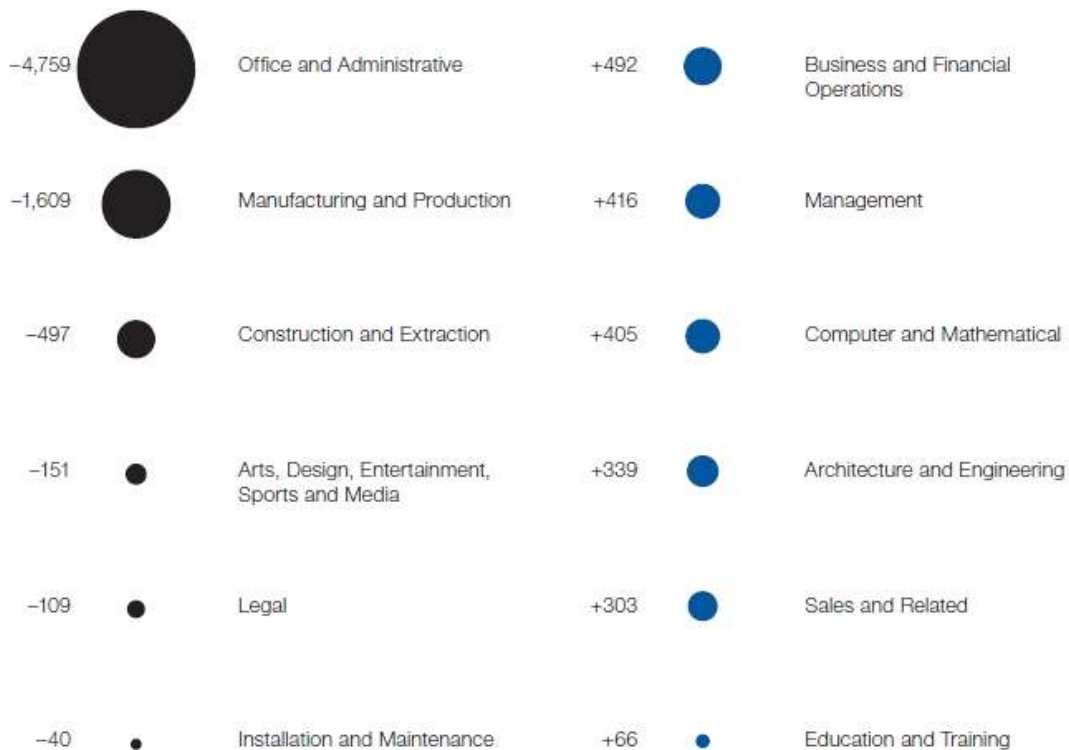 –4,759 Office and Administrative +492 Business and Financial
Operations
–1,609 Manufacturing and Production +416 Management
–497 Construction and Extraction +405 Computer and Mathematical
–151 Arts, Design, Entertainment, +339 Architecture and Engineering
Sports and Media
–109 Legal +303 Sales and Related
–40 Installation and Maintenance +66 Education and Training